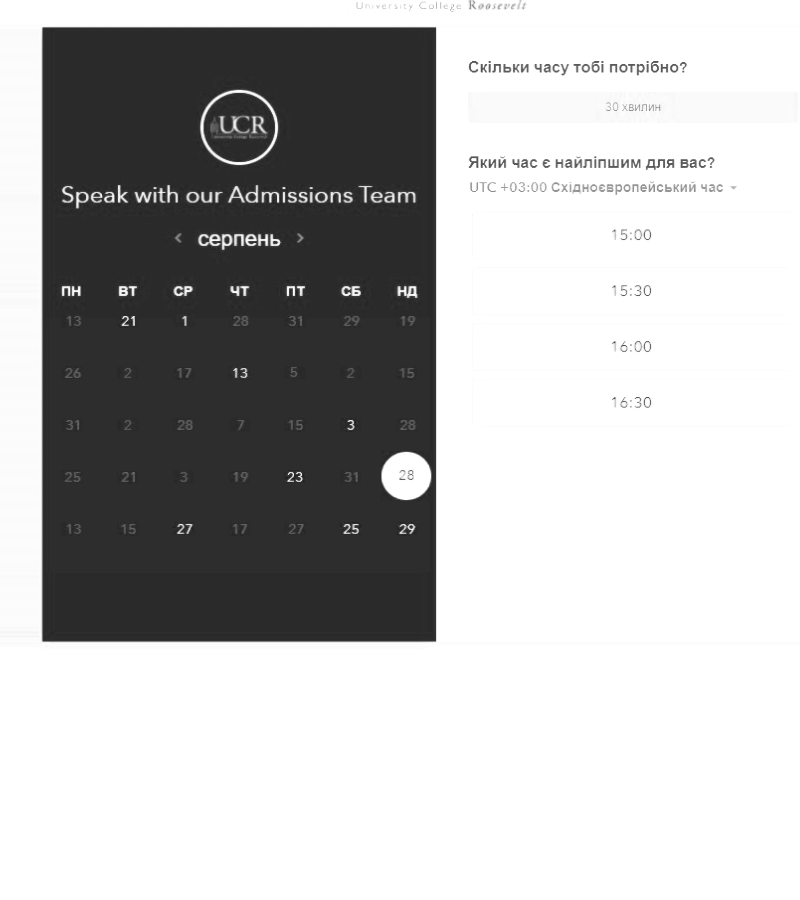 University College Roosevelt
UCR
Speak with our Admissions Team
серпень
ПН ВТ СР ЧТ ПТ СБ НД
13 21 1 28 31 29 19
26 2 17 13 5 2 15
31 2 28 7 15 3 28
25 21 3 19 23 31 28
13 15 27 17 27 25 29
Скільки часу тобі потрібно?
30 хвилин
Який час є найліпшим для вас?
UTC +03:00 Східноєвропейський час
15:00
15:30
16:00
16:30